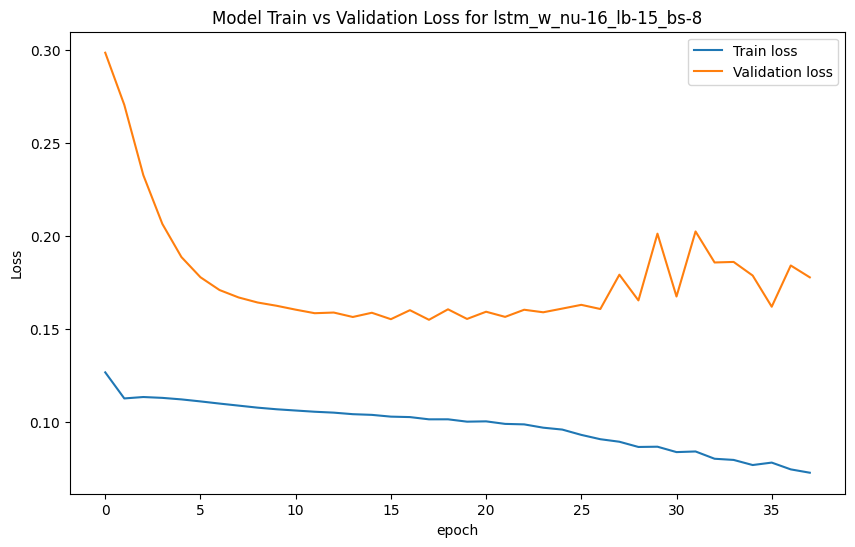 Model Train vs Validation Loss for lstm_w_nu-16_lb-15_bs-8
Train loss
Validation loss
0.30
0.25
0.20
0.15
0.10
Loss
0 5 10 15 20 25 30 35
epoch